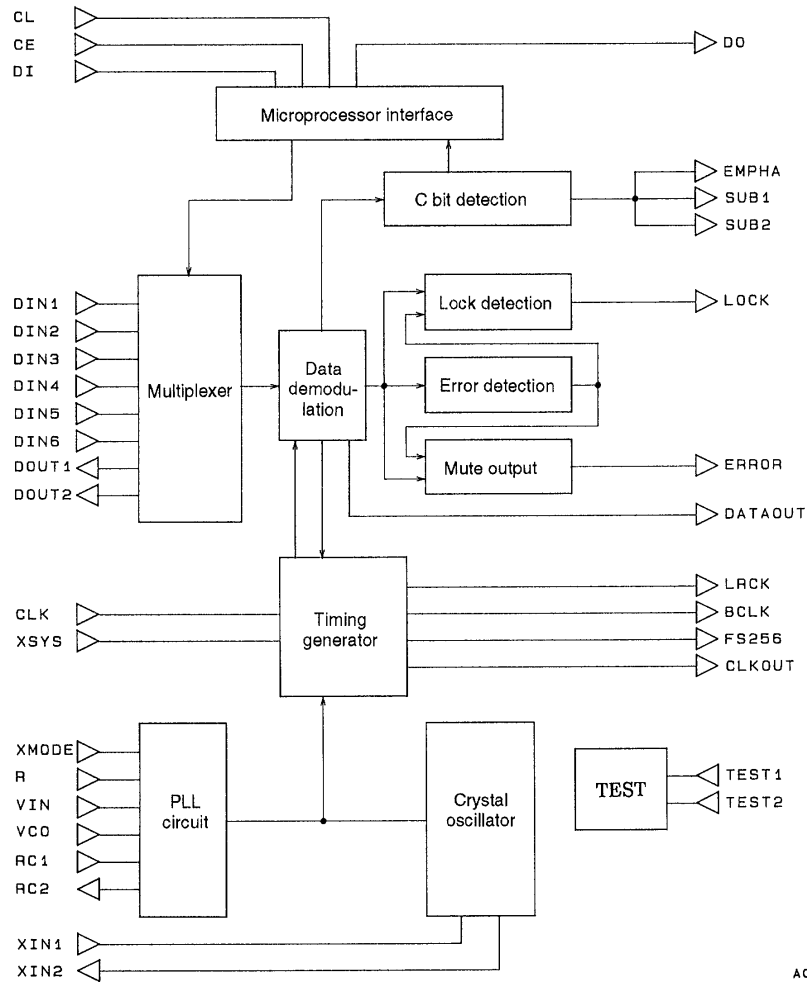 CL
CE
DI
DO
Microprocessor interface
C bit detection
EMPHA
SUB1
SUB2
DIN1
DIN2
DIN3
DIN4
DIN5
DIN6
DOUT1
DOUT2
Multiplexer
Data
demodu-
lation
Lock detection
Error detection
Mute output
LOCK
ERROR
DATAOUT
CLK
XSYS
Timing
generator
LRCK
BCLK
FS256
CLKOUT
XMODE
R
VIN
VCO
RC1
RC2
PLL
circuit
Crystal
oscillator
TEST
TEST1
TEST2
XIN1
XIN2